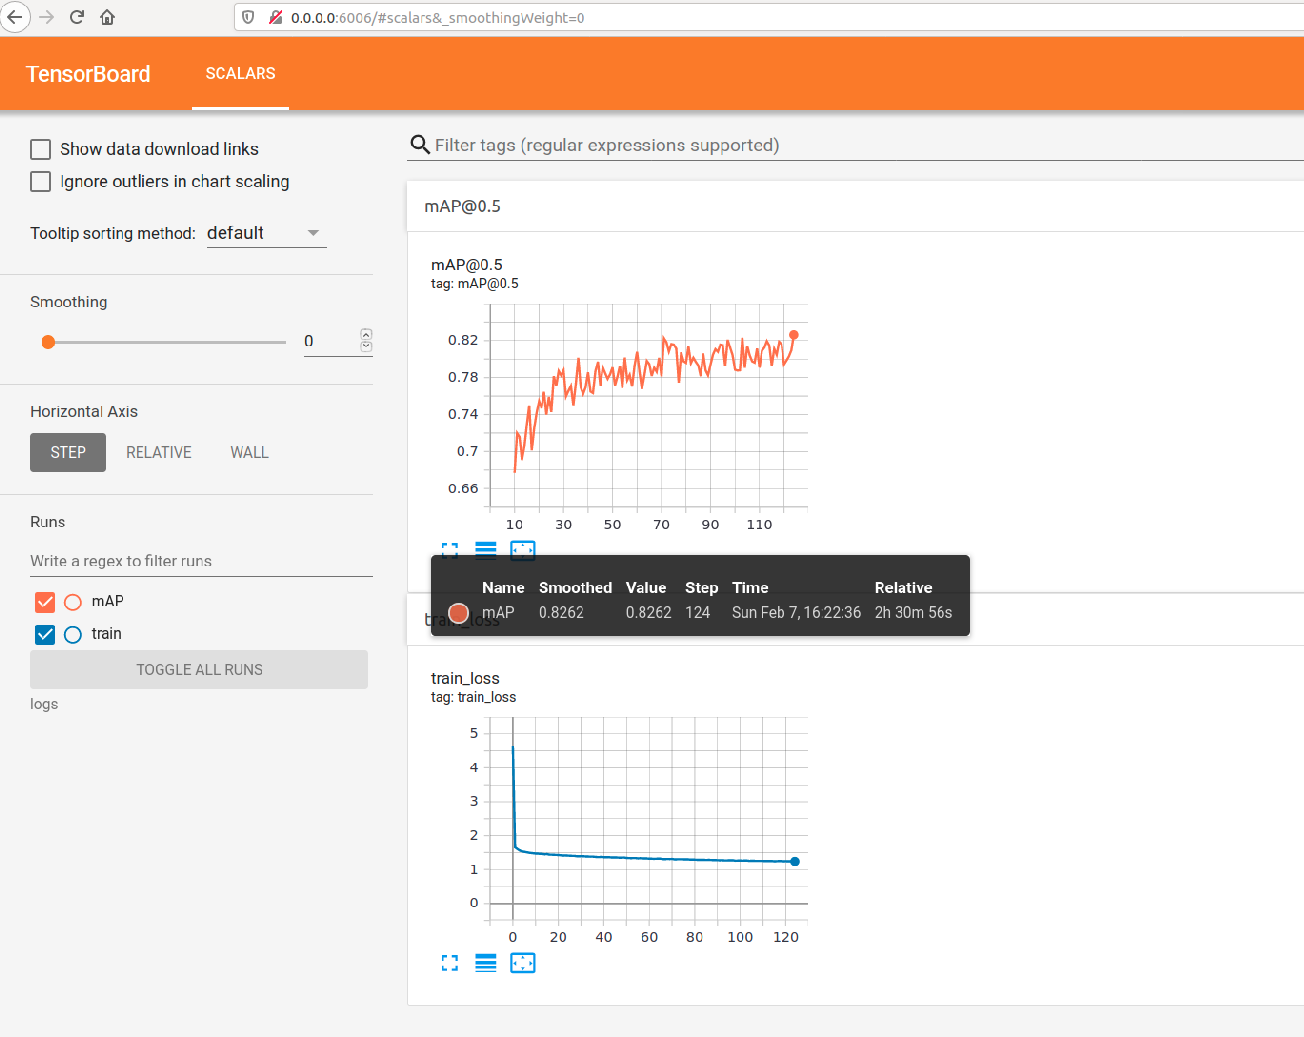 0.0.0.0:6006/#scalars&_smoothingWeight=0
TensorBoard
SCALARS
Show data download links
Ignore outliers in chart scaling
Tooltip sorting method: default
Smoothing
0
Horizontal Axis
STEP RELATIVE WALL
Runs
Write a regex to filter runs
mAP
train
TOGGLE ALL RUNS
logs
Filter tags (regular expressions supported)
mAP@0.5
mAP@0.5
tag: mAP@0.5
0.82
0.78
0.74
0.7
0.66
10 30 50 70 90 110
Name Smoothed Value Step Time Relative
mAP 0.8262 0.8262 124 Sun Feb 7, 16:22:36 2h 30m 56s
train_loss
train_loss
tag: train_loss
5
4
3
2
1
0
0 20 40 60 80 100 120